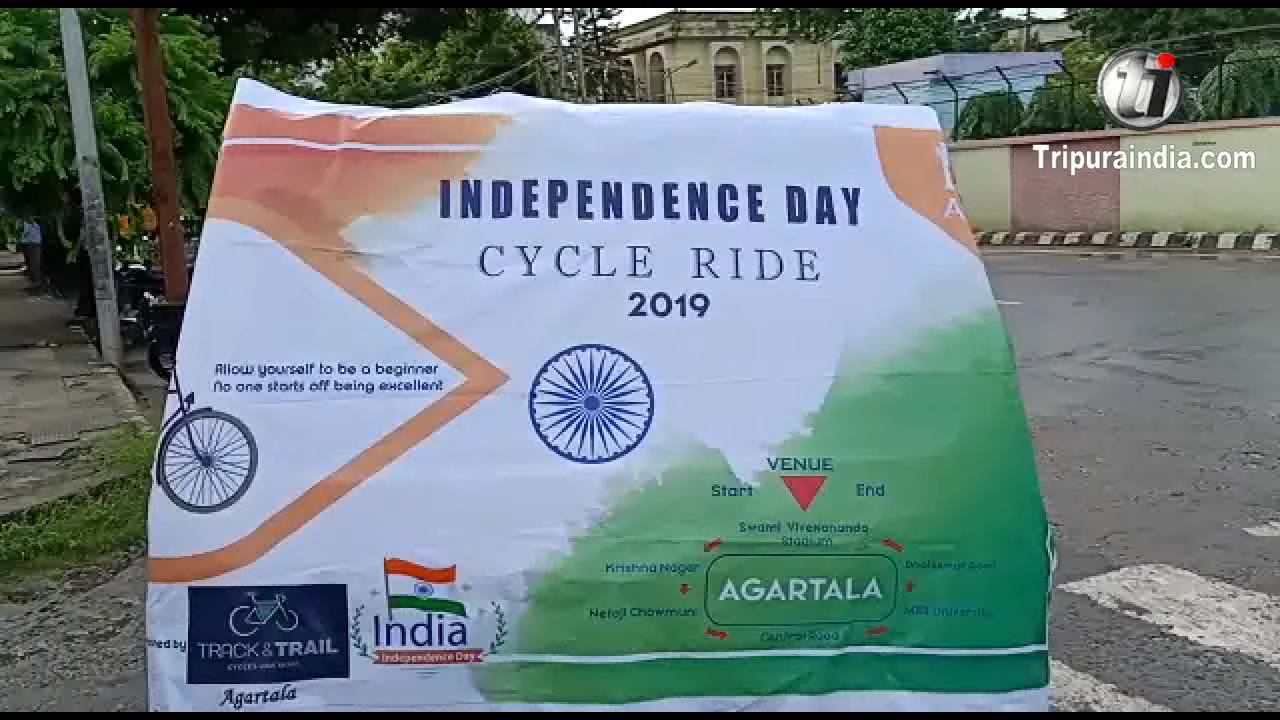 Tripuraindia.com
INDEPENDENCE DAY
CYCLE RIDE
2019
Allow yourself to be a beginner
No one starts off being excellent
VENUE
Start End
Swami Vivekananda
Stadium
Krishna Nagar
AGARTALA
Netaji Chowmuni
MBB University
Central Road
TRACK & TRAIL
Agartala
India
Independence Day